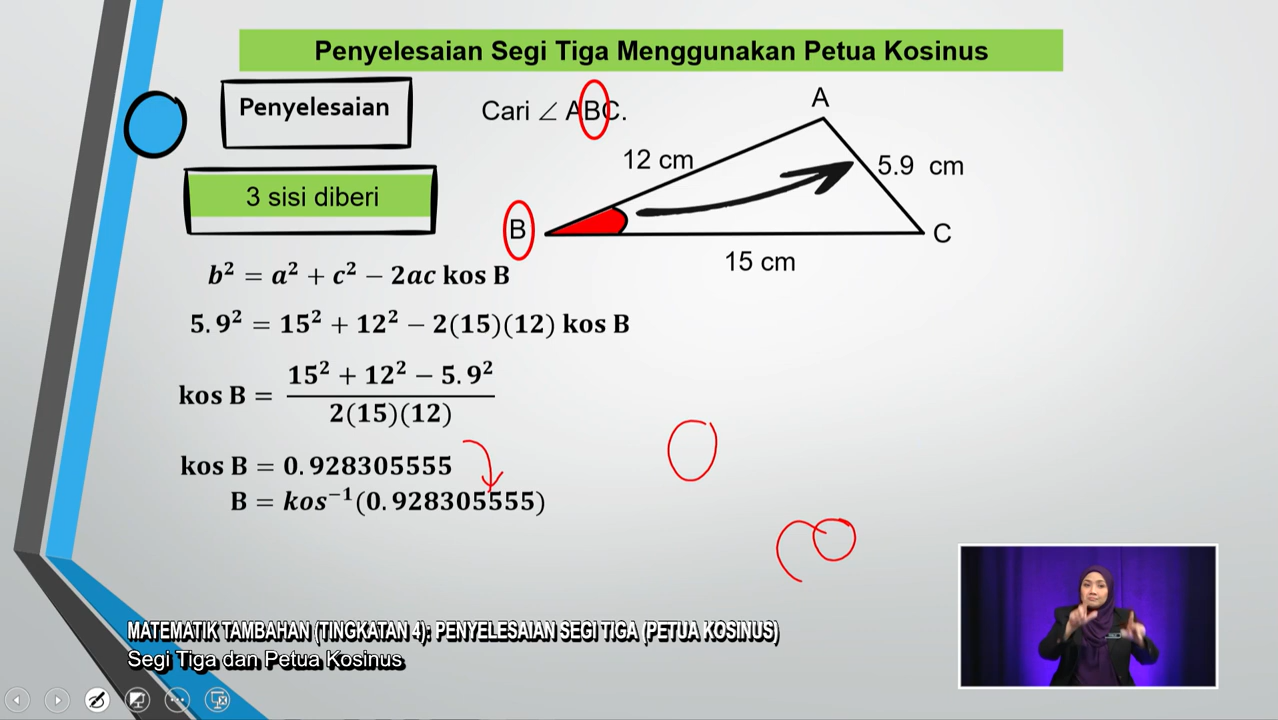 Penyelesaian Segi Tiga Menggunakan Petua Kosinus
Penyelesaian
Cari ∠ ABC.
A
12 cm
5.9 cm
3 sisi diberi
B
C
15 cm
b² = a² + c² − 2ac kos B
5.9² = 15² + 12² − 2(15)(12) kos B
kos B = (15² + 12² − 5.9²) / 2(15)(12)
kos B = 0.928305555
B = kos⁻¹(0.928305555)
MATEMATIK TAMBAHAN (TINGKATAN 4): PENYELESAIAN SEGI TIGA (PETUA KOSINUS)
Segi Tiga dan Petua Kosinus